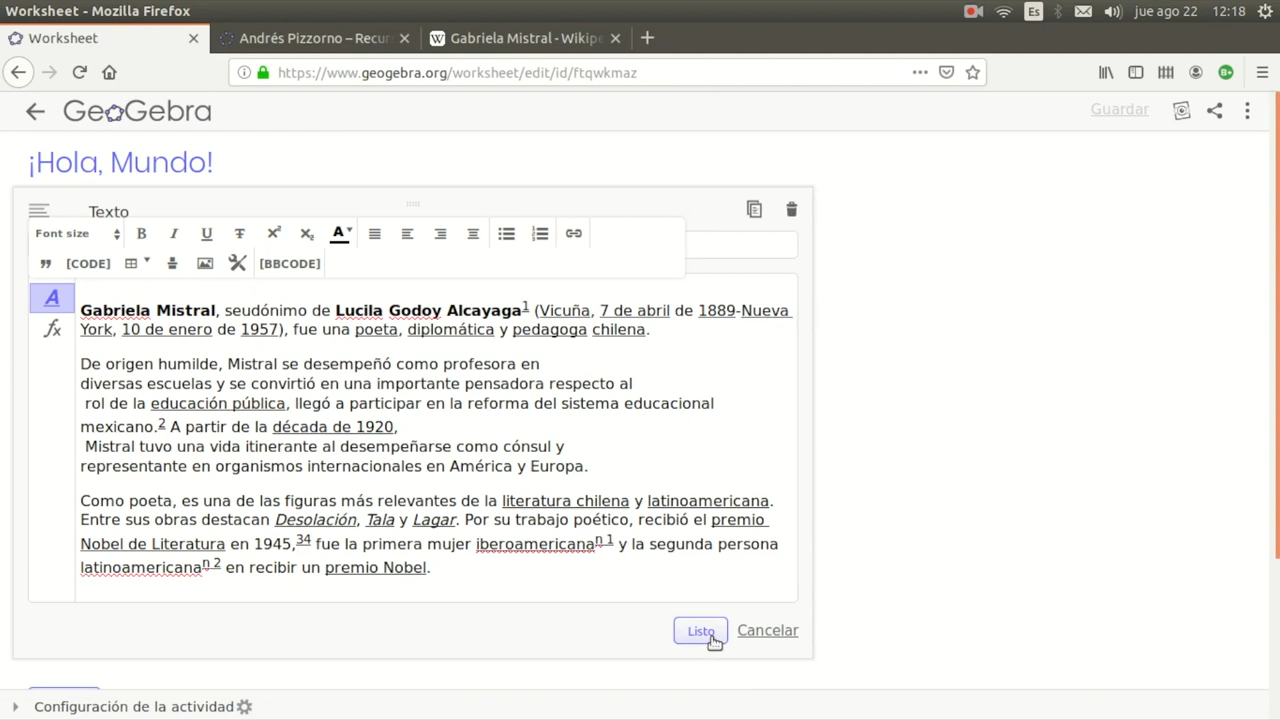 Worksheet - Mozilla Firefox
Es
jue ago 22
12:18
Worksheet
Andrés Pizzorno – Recur
Gabriela Mistral - Wikipe
https://www.geogebra.org/worksheet/edit/id/ftqwkmaz
GeoGebra
Guardar
¡Hola, Mundo!
Texto
Font size
B I U T X² X₂ A
[CODE]
[BBCODE]
A
fx
Gabriela Mistral, seudónimo de Lucila Godoy Alcayaga1 (Vicuña, 7 de abril de 1889-Nueva
York, 10 de enero de 1957), fue una poeta, diplomática y pedagoga chilena.
De origen humilde, Mistral se desempeñó como profesora en
diversas escuelas y se convirtió en una importante pensadora respecto al
rol de la educación pública, llegó a participar en la reforma del sistema educacional
mexicano.2 A partir de la década de 1920,
Mistral tuvo una vida itinerante al desempeñarse como cónsul y
representante en organismos internacionales en América y Europa.
Como poeta, es una de las figuras más relevantes de la literatura chilena y latinoamericana.
Entre sus obras destacan Desolación, Tala y Lagar. Por su trabajo poético, recibió el premio
Nobel de Literatura en 1945,34 fue la primera mujer iberoamericanan 1 y la segunda persona
latinoamericanan 2 en recibir un premio Nobel.
Listo
Cancelar
Configuración de la actividad